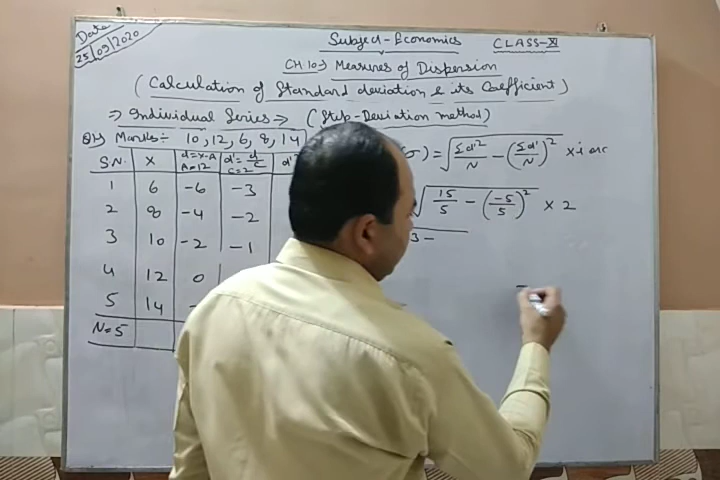 Date
25/09/2020
Subject - Economics CLASS-XI
CH 10 → Measures of Dispersion
(Calculation of Standard deviation & its Coefficient)
⇒ Individual Series → (Step-Deviation method)
Q1) Marks :- 10, 12, 6, 8, 14
S.N. X d=X-A A=12 d'=d/C C=2 d'
1 6 -6 -3
2 8 -4 -2
3 10 -2 -1
4 12 0
5 14 -
N=5
σ) = √(Σd'²/N - (Σd'/N)²) × i or c
√(15/5 - (-5/5)²) × 2
3 -